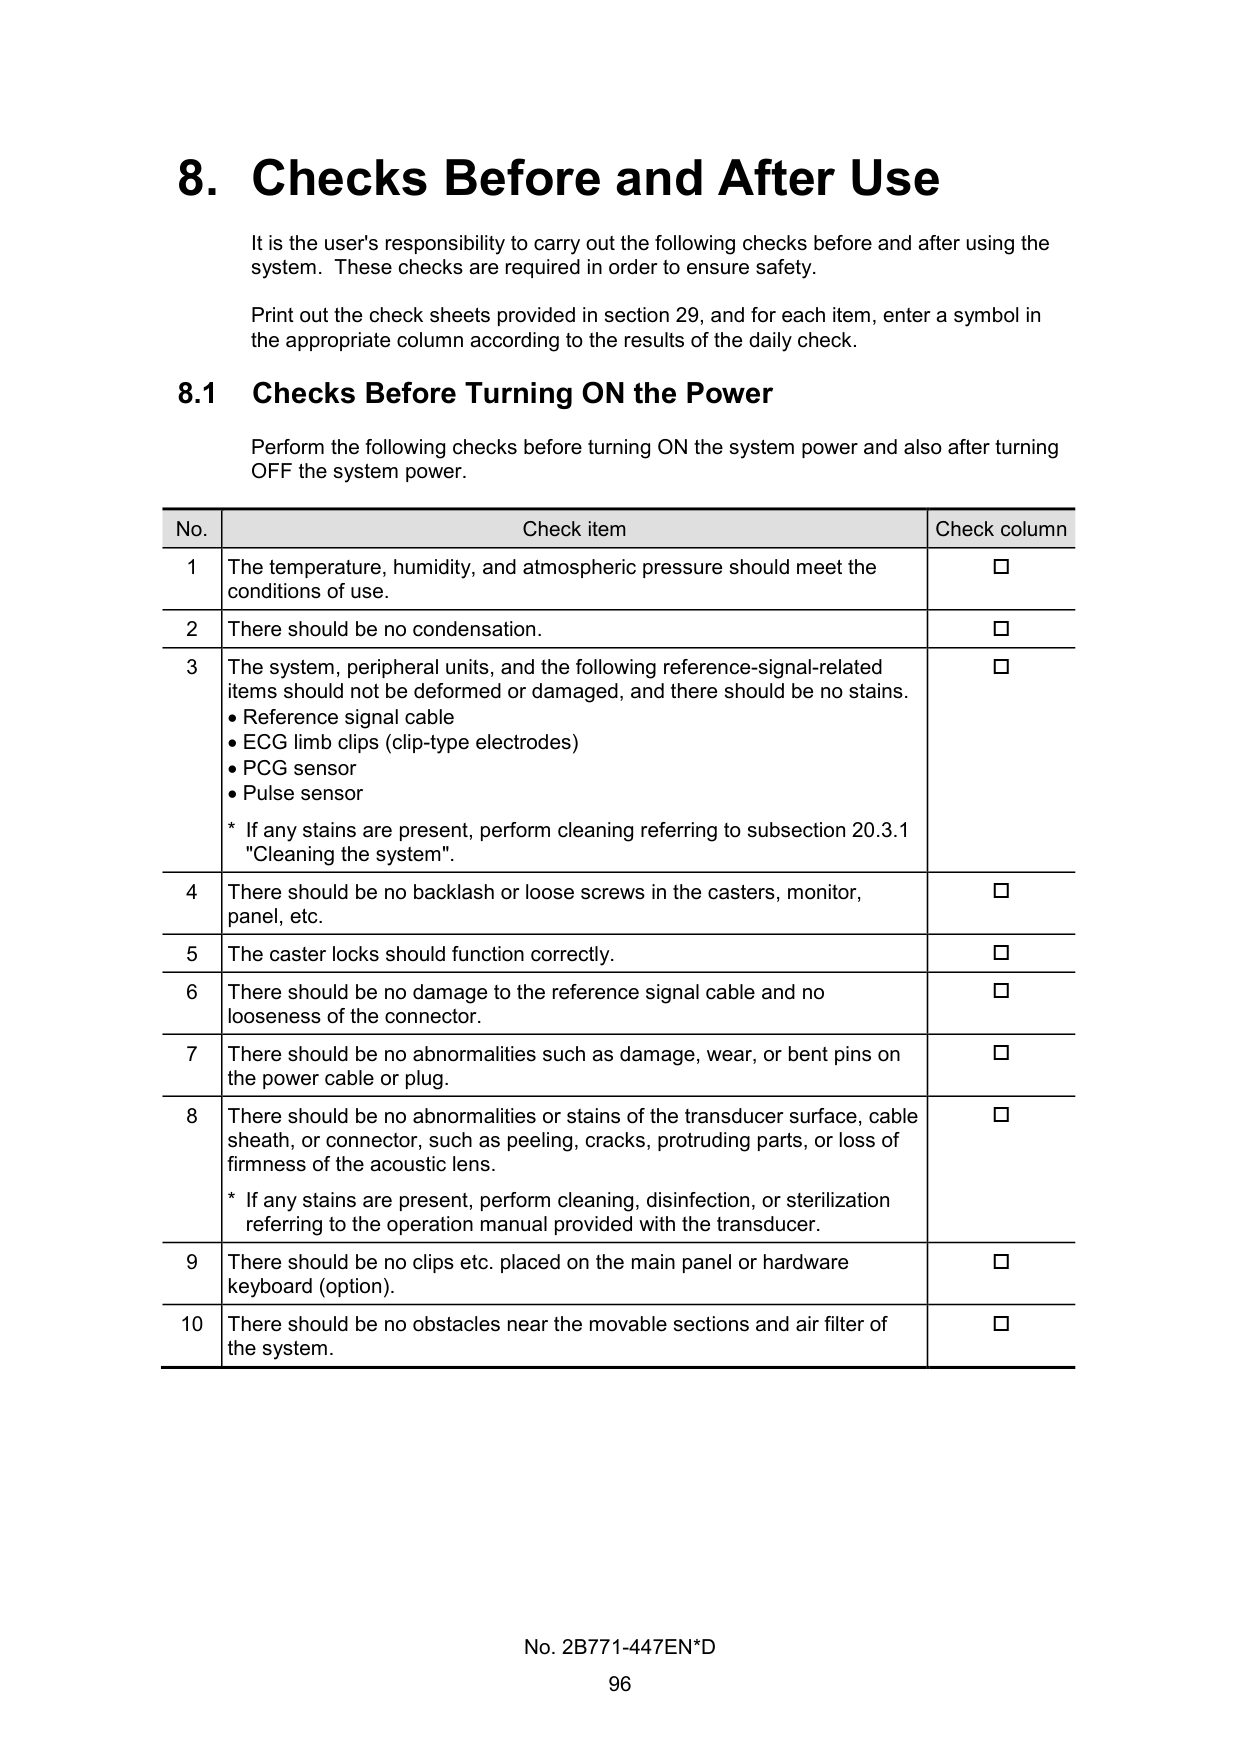 8. Checks Before and After Use
It is the user's responsibility to carry out the following checks before and after using the
system.  These checks are required in order to ensure safety.
Print out the check sheets provided in section 29, and for each item, enter a symbol in
the appropriate column according to the results of the daily check.
8.1 Checks Before Turning ON the Power
Perform the following checks before turning ON the system power and also after turning
OFF the system power.
No. Check item Check column
1 The temperature, humidity, and atmospheric pressure should meet the □
conditions of use.
2 There should be no condensation. □
3 The system, peripheral units, and the following reference-signal-related □
items should not be deformed or damaged, and there should be no stains.
• Reference signal cable
• ECG limb clips (clip-type electrodes)
• PCG sensor
• Pulse sensor
* If any stains are present, perform cleaning referring to subsection 20.3.1
"Cleaning the system".
4 There should be no backlash or loose screws in the casters, monitor, □
panel, etc.
5 The caster locks should function correctly. □
6 There should be no damage to the reference signal cable and no □
looseness of the connector.
7 There should be no abnormalities such as damage, wear, or bent pins on □
the power cable or plug.
8 There should be no abnormalities or stains of the transducer surface, cable □
sheath, or connector, such as peeling, cracks, protruding parts, or loss of
firmness of the acoustic lens.
* If any stains are present, perform cleaning, disinfection, or sterilization
referring to the operation manual provided with the transducer.
9 There should be no clips etc. placed on the main panel or hardware □
keyboard (option).
10 There should be no obstacles near the movable sections and air filter of □
the system.
No. 2B771-447EN*D
96